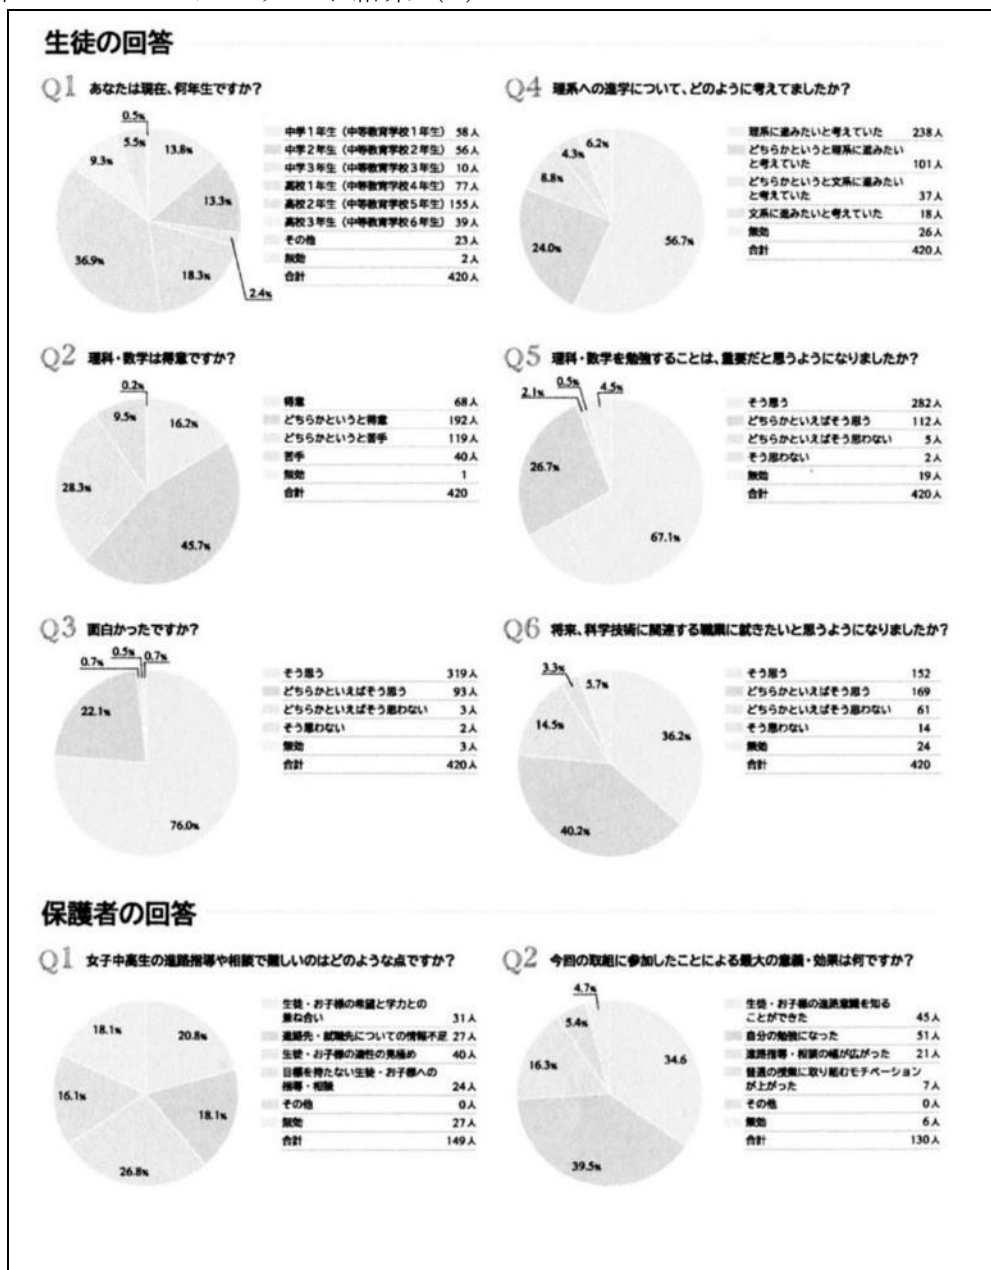 生徒の回答
Q1 あなたは現在、何年生ですか?
0.5%
5.5%
13.8%
9.3%
13.3%
36.9%
18.3%
2.4%
中学1年生（中等教育学校1年生） 58人
中学2年生（中等教育学校2年生） 56人
中学3年生（中等教育学校3年生） 10人
高校1年生（中等教育学校4年生） 77人
高校2年生（中等教育学校5年生） 155人
高校3年生（中等教育学校6年生） 39人
その他 23人
無効 2人
合計 420人
Q4 理系への進学について、どのように考えてましたか?
6.2%
4.3%
8.8%
24.0%
56.7%
理系に進みたいと考えていた 238人
どちらかというと理系に進みたい
と考えていた 101人
どちらかというと文系に進みたい
と考えていた 37人
文系に進みたいと考えていた 18人
無効 26人
合計 420人
Q2 理科・数学は得意ですか?
0.2%
9.5%
16.2%
28.3%
45.7%
得意 68人
どちらかというと得意 192人
どちらかというと苦手 119人
苦手 40人
無効 1
合計 420
Q5 理科・数学を勉強することは、重要だと思うようになりましたか?
2.1%
0.5%
4.5%
26.7%
67.1%
そう思う 282人
どちらかといえばそう思う 112人
どちらかといえばそう思わない 5人
そう思わない 2人
無効 19人
合計 420人
Q3 面白かったですか?
0.7%
0.5%
0.7%
22.1%
76.0%
そう思う 319人
どちらかといえばそう思う 93人
どちらかといえばそう思わない 3人
そう思わない 2人
無効 3人
合計 420人
Q6 将来、科学技術に関連する職業に就きたいと思うようになりましたか?
3.3%
5.7%
14.5%
36.2%
40.2%
そう思う 152
どちらかといえばそう思う 169
どちらかといえばそう思わない 61
そう思わない 14
無効 24
合計 420
保護者の回答
Q1 女子中高生の進路指導や相談で難しいのはどのような点ですか?
18.1%
20.8%
16.1%
18.1%
26.8%
生徒・お子様の希望と学力との
兼ね合い 31人
進路先・就職先についての情報不足 27人
生徒・お子様の適性の見極め 40人
目標を持たない生徒・お子様への
指導・相談 24人
その他 0人
無効 27人
合計 149人
Q2 今回の取組に参加したことによる最大の意義・効果は何ですか?
4.7%
5.4%
16.3%
34.6
39.5%
生徒・お子様の進路意識を知る
ことができた 45人
自分の勉強になった 51人
進路指導・相談の幅が広がった 21人
普通の授業に取り組むモチベーション
が上がった 7人
その他 0人
無効 6人
合計 130人